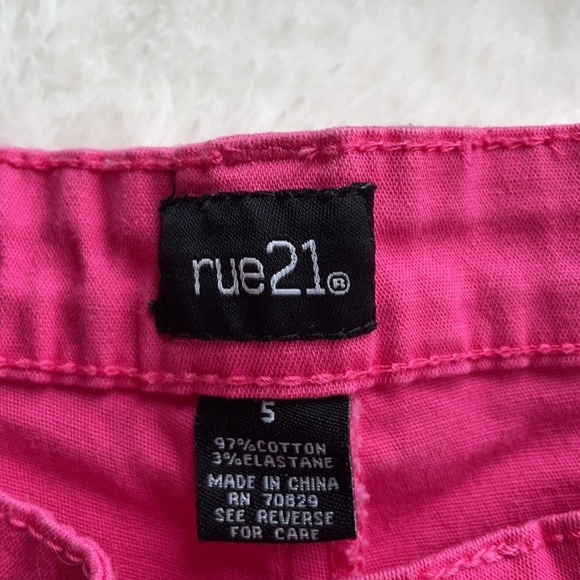 rue21®
5
97%COTTON
3%ELASTANE
MADE IN CHINA
RN 70829
SEE REVERSE
FOR CARE